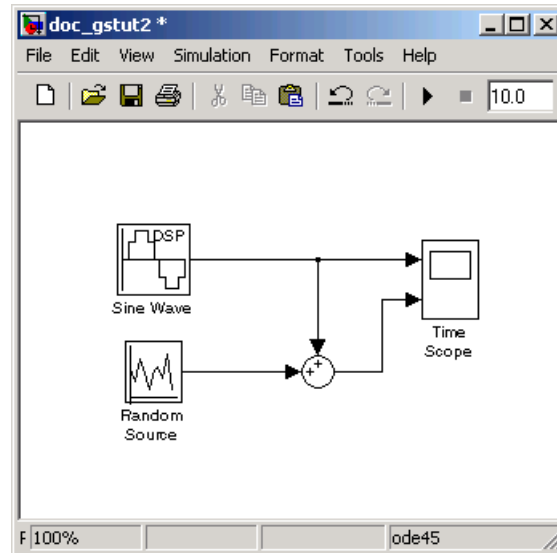 doc_gstut2 *
File Edit View Simulation Format Tools Help
10.0
DSP
Sine Wave
Time
Scope
+ +
Random
Source
F 100% ode45